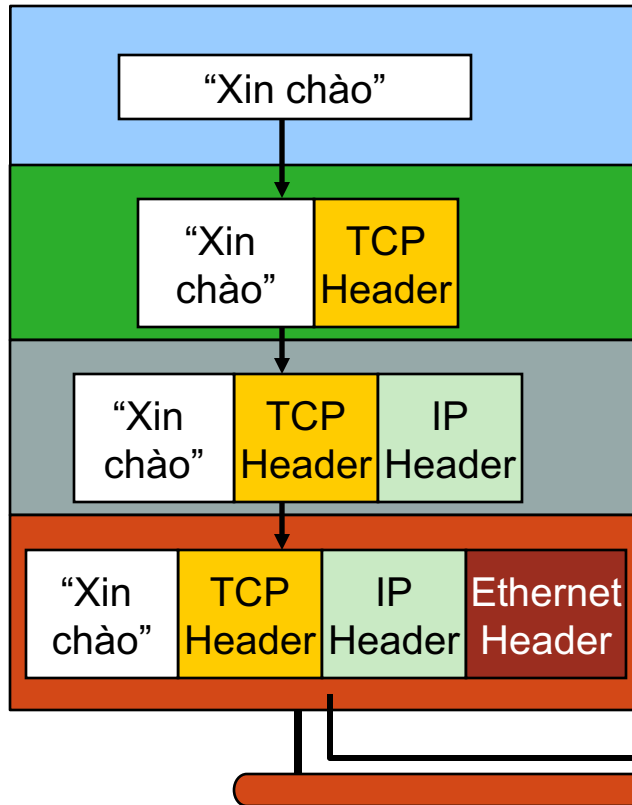 “Xin chào”
“Xin
chào”
TCP
Header
“Xin
chào”
TCP
Header
IP
Header
“Xin
chào”
TCP
Header
IP
Header
Ethernet
Header